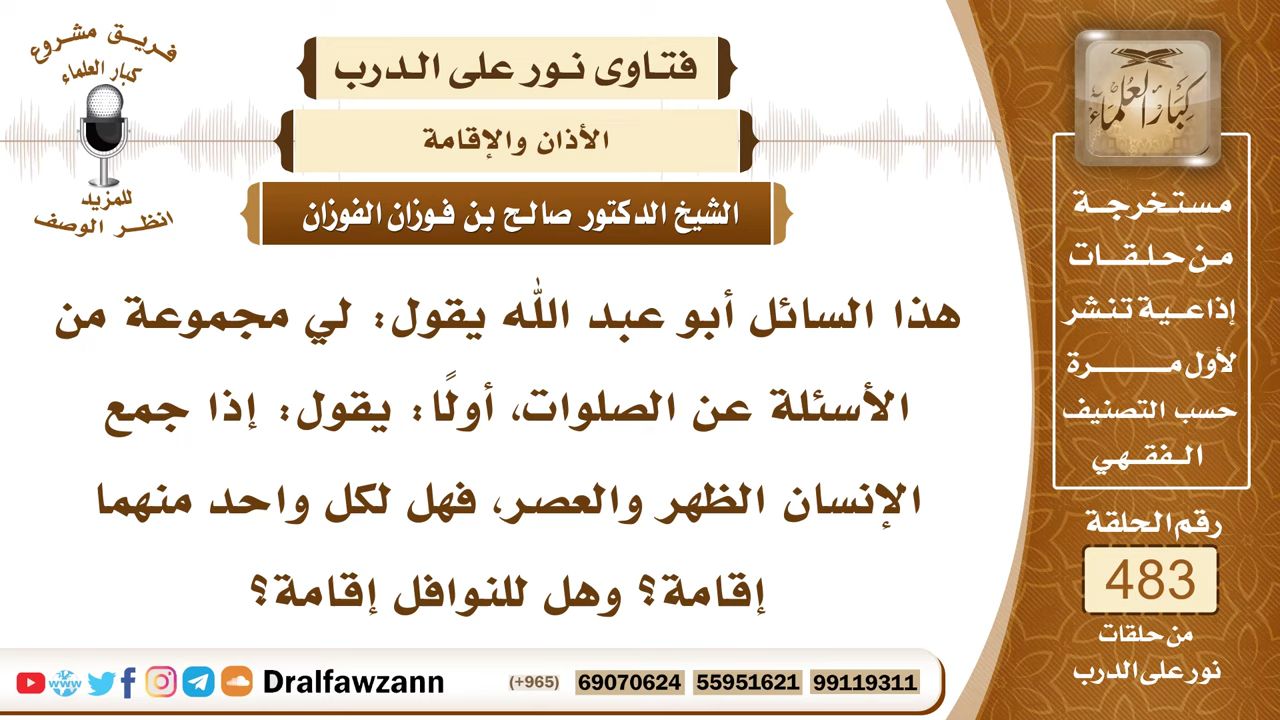 فريق مشروع
كبار العلماء
للمزيد
انظر الوصف
فتاوى نور على الدرب
الأذان والإقامة
الشيخ الدكتور صالح بن فوزان الفوزان
هذا السائل أبو عبد الله يقول: لي مجموعة من
الأسئلة عن الصلوات، أولًا: يقول: إذا جمع
الإنسان الظهر والعصر، فهل لكل واحد منهما
إقامة؟ وهل للنوافل إقامة؟
كبار العلماء
مستخرجة
من حلقات
إذاعية تنشر
لأول مرة
حسب التصنيف
الفقهي
رقم الحلقة
483
من حلقات
نور على الدرب
www
Dralfawzann (+965) 69070624 55951621 99119311